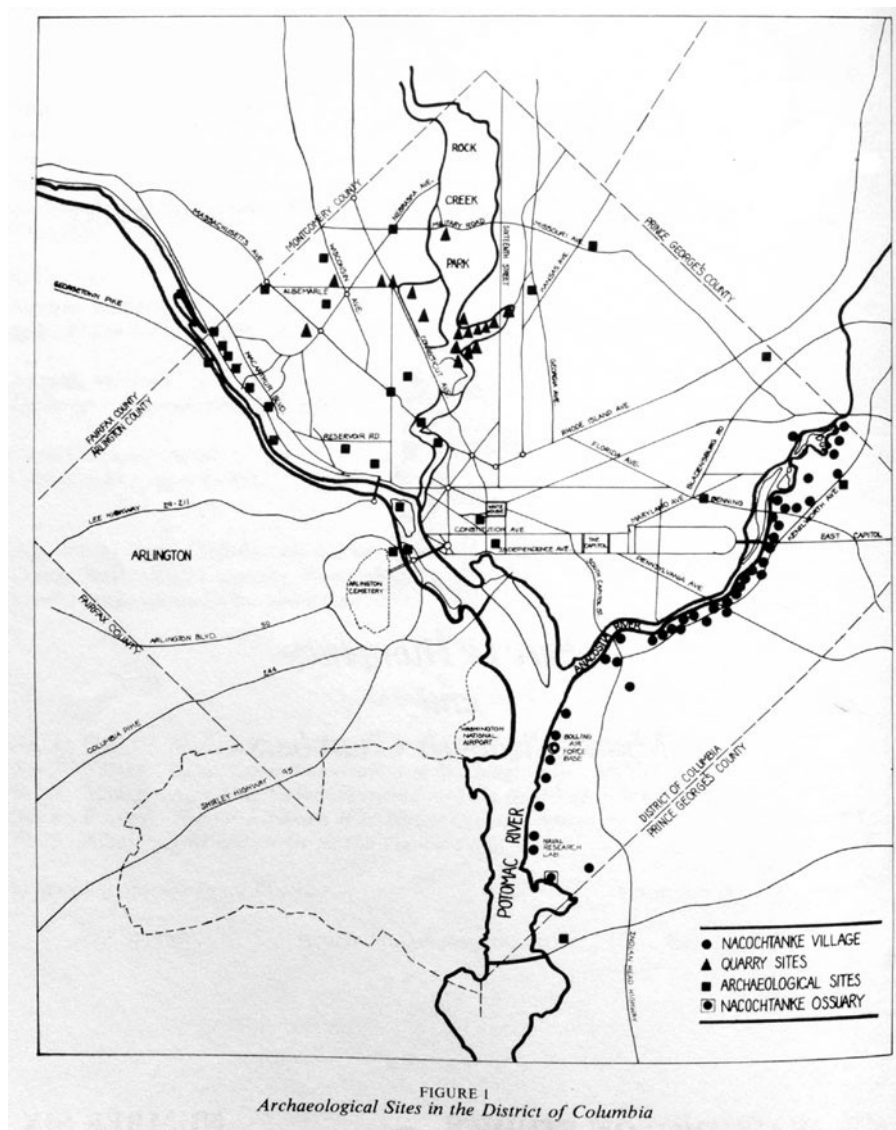 ROCK
CREEK
PARK
MASSACHUSETTS AVE
MONTGOMERY COUNTY
WISCONSIN
AVE.
NEBRASKA AVE.
MILITARY ROAD
SIXTEENTH STREET
MISSOURI AVE
KANSAS AVE
PRINCE GEORGE'S COUNTY
GEORGETOWN PIKE
ALBEMARLE
CONNECTICUT AVE
MACARTHUR BLVD.
GEORGIA AVE
FAIRFAX COUNTY
ARLINGTON COUNTY
RESERVOIR RD
RHODE ISLAND AVE
FLORIDA AVE.
BLADENSBURG RD
LEE HIGHWAY 29-211
WHITE
HOUSE
MARYLAND AVE
BENNING
KENILWORTH AVE
CONSTITUTION AVE
THE
CAPITOL
EAST CAPITOL
ARLINGTON
INDEPENDENCE AVE.
PENNSYLVANIA AVE.
ARLINGTON
CEMETERY
SOUTH CAPITOL ST
FAIRFAX COUNTY
ARLINGTON BLVD.
50
ANACOSTIA RIVER
244
COLUMBIA PIKE
WASHINGTON
NATIONAL
AIRPORT
BOLLING AIR
FORCE
BASE
SHIRLEY HIGHWAY
95
DISTRICT OF COLUMBIA
PRINCE GEORGE'S COUNTY
POTOMAC RIVER
NAVAL
RESEARCH
LAB
INDIAN HEAD HIGHWAY
NACOCHTANKE VILLAGE
QUARRY SITES
ARCHAEOLOGICAL SITES
NACOCHTANKE OSSUARY
FIGURE 1
Archaeological Sites in the District of Columbia